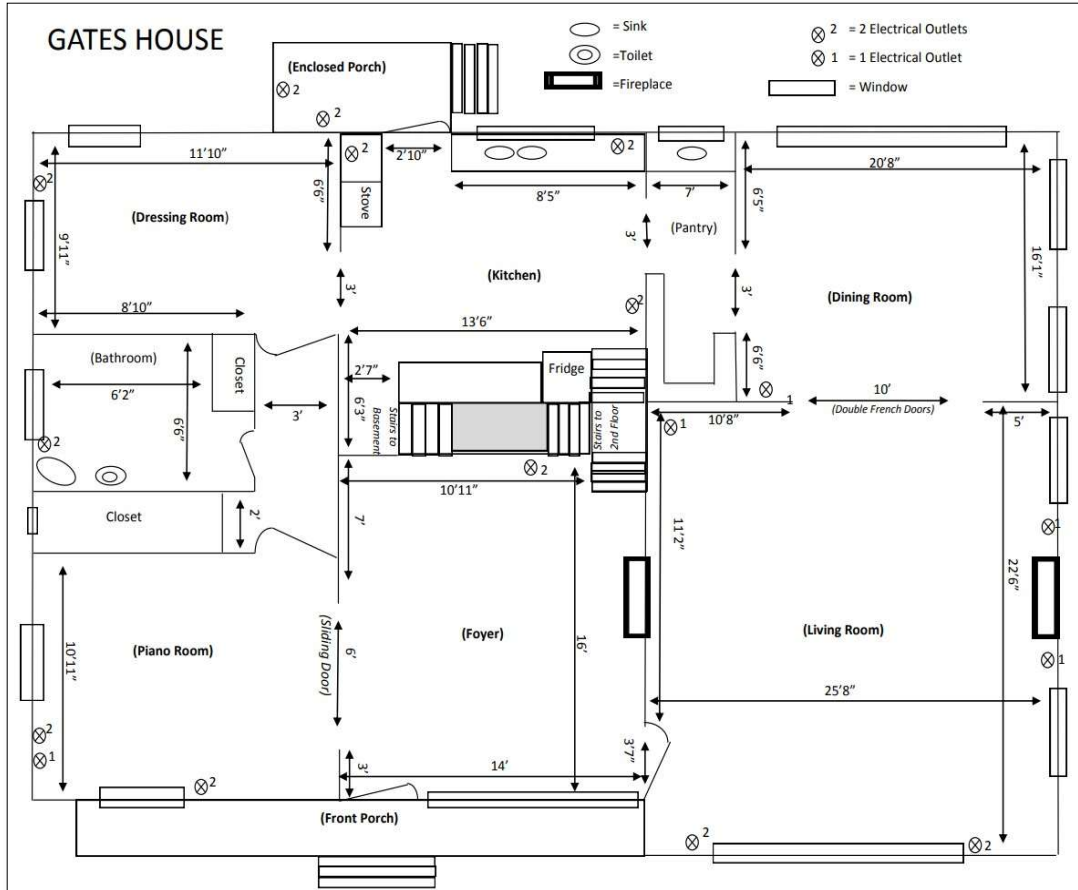 GATES HOUSE
= Sink
=Toilet
=Fireplace
2 = 2 Electrical Outlets
1 = 1 Electrical Outlet
= Window
(Enclosed Porch)
2
2
11'10"
2
2'10"
2
20'8"
2
6'6"
Stove
8'5"
7'
6'5"
(Dressing Room)
9'11"
3'
(Pantry)
16'1"
(Kitchen)
3'
3'
(Dining Room)
2
8'10"
13'6"
(Bathroom)
Closet
2'7"
Fridge
6'6"
6'2"
3'
6'3"
Stairs to
Basement
Stairs to
2nd Floor
10'
1
(Double French Doors)
10'8"
5'
6'6"
2
1
2
10'11"
Closet
2'
7'
11'2"
1
22'6"
(Piano Room)
10'11"
(Sliding Door)
6'
(Foyer)
16'
(Living Room)
1
25'8"
2
1
3'
14'
3'7"
2
(Front Porch)
2
2